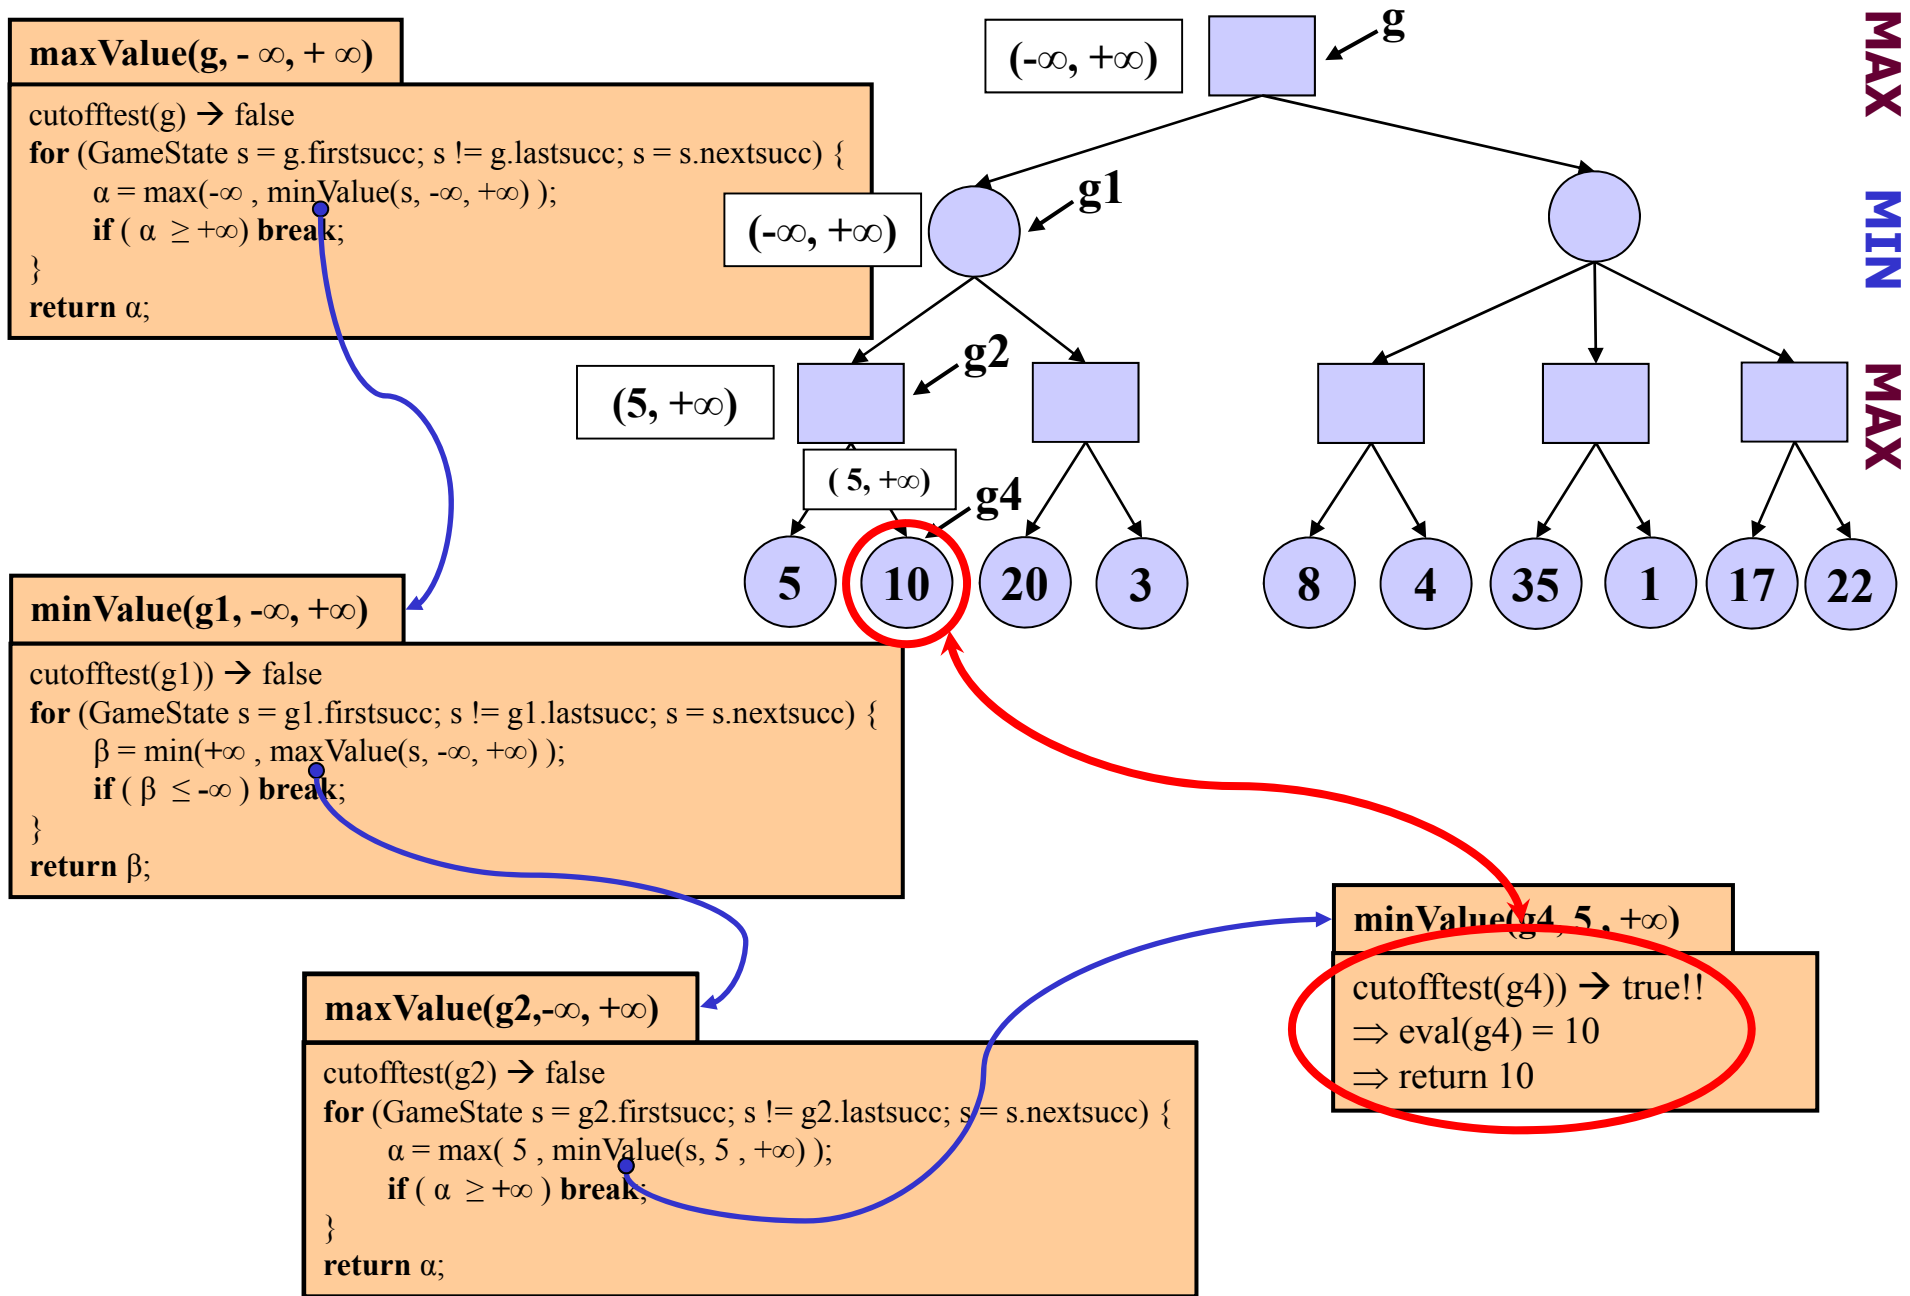 maxValue(g, - ∞, + ∞)
cutofftest(g) → false
for (GameState s = g.firstsucc; s != g.lastsucc; s = s.nextsucc) {
α = max(-∞ , minValue(s, -∞, +∞) );
if ( α ≥ +∞) break;
}
return α;
(-∞, +∞)
g
MAX
(-∞, +∞)
g1
MIN
(5, +∞)
g2
MAX
( 5, +∞)
g4
5 10 20 3 8 4 35 1 17 22
minValue(g1, -∞, +∞)
cutofftest(g1)) → false
for (GameState s = g1.firstsucc; s != g1.lastsucc; s = s.nextsucc) {
β = min(+∞ , maxValue(s, -∞, +∞) );
if ( β ≤ -∞ ) break;
}
return β;
maxValue(g2,-∞, +∞)
cutofftest(g2) → false
for (GameState s = g2.firstsucc; s != g2.lastsucc; s = s.nextsucc) {
α = max( 5 , minValue(s, 5 , +∞) );
if ( α ≥ +∞ ) break;
}
return α;
minValue(g4, 5 , +∞)
cutofftest(g4)) → true!!
⇒ eval(g4) = 10
⇒ return 10